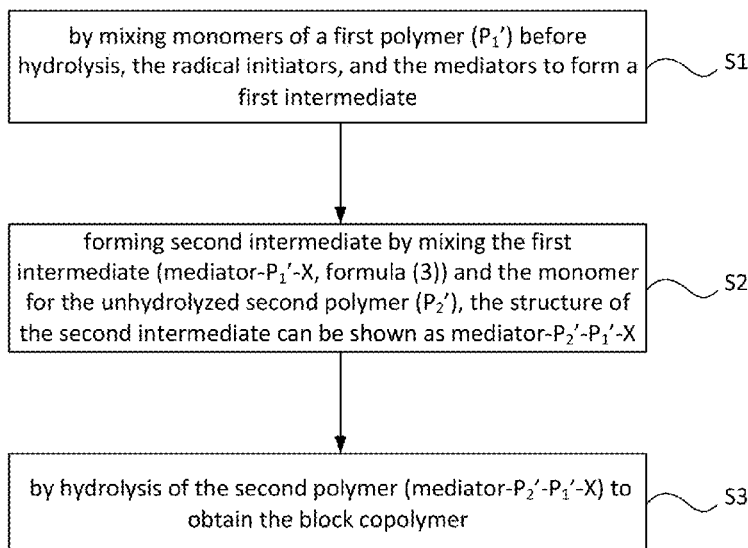 by mixing monomers of a first polymer (P₁′) before
hydrolysis, the radical initiators, and the mediators to form a
first intermediate
S1
forming second intermediate by mixing the first
intermediate (mediator-P₁′-X, formula (3)) and the monomer
for the unhydrolyzed second polymer (P₂′), the structure of
the second intermediate can be shown as mediator-P₂′-P₁′-X
S2
by hydrolysis of the second polymer (mediator-P₂′-P₁′-X) to
obtain the block copolymer
S3